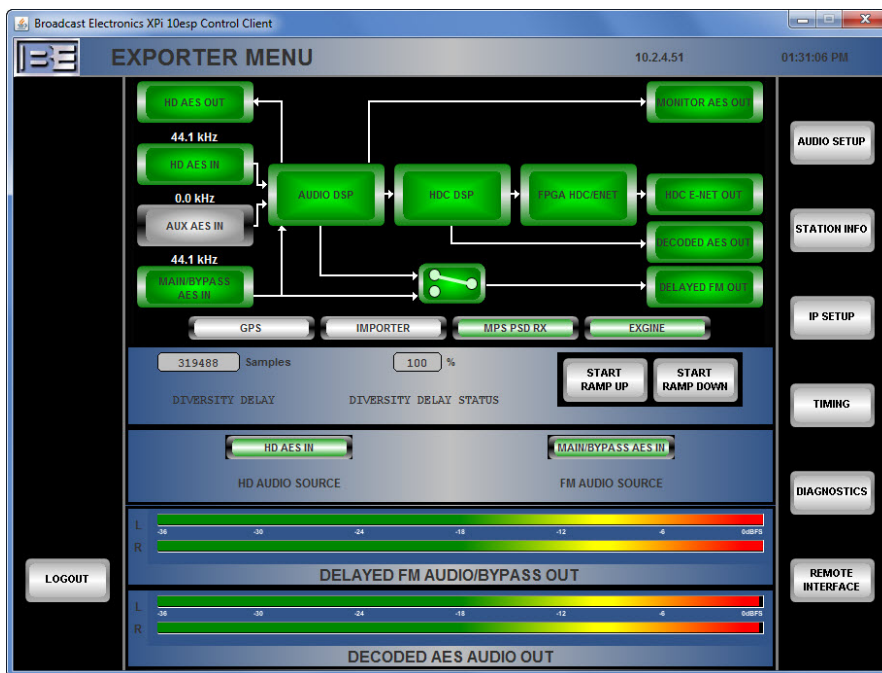 Broadcast Electronics XPi 10esp Control Client
BE
EXPORTER MENU
10.2.4.51
01:31:06 PM
HD AES OUT
MONITOR AES OUT
44.1 kHz
HD AES IN
AUDIO DSP
HDC DSP
FPGA HDC/ENET
HDC E-NET OUT
0.0 kHz
AUX AES IN
DECODED AES OUT
44.1 kHz
MAIN/BYPASS
AES IN
DELAYED FM OUT
GPS
IMPORTER
MPS PSD RX
EXGINE
319488 Samples
100 %
START
RAMP UP
START
RAMP DOWN
DIVERSITY DELAY
DIVERSITY DELAY STATUS
HD AES IN
MAIN/BYPASS AES IN
HD AUDIO SOURCE
FM AUDIO SOURCE
L
-36 -30 -24 -18 -12 -6 0dBFS
R
DELAYED FM AUDIO/BYPASS OUT
L
-36 -30 -24 -18 -12 -6 0dBFS
R
DECODED AES AUDIO OUT
LOGOUT
AUDIO SETUP
STATION INFO
IP SETUP
TIMING
DIAGNOSTICS
REMOTE
INTERFACE